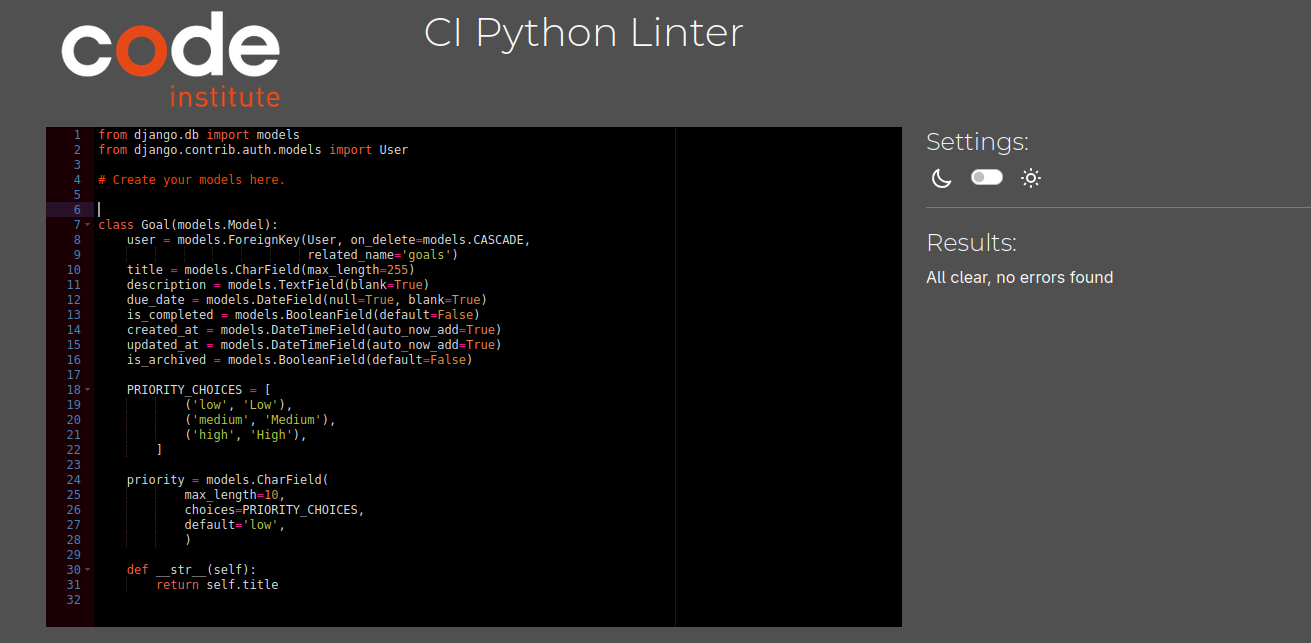 code
institute
CI Python Linter
1 from django.db import models
2 from django.contrib.auth.models import User
3
4 # Create your models here.
5
6
7 class Goal(models.Model):
8     user = models.ForeignKey(User, on_delete=models.CASCADE,
9                              related_name='goals')
10     title = models.CharField(max_length=255)
11     description = models.TextField(blank=True)
12     due_date = models.DateField(null=True, blank=True)
13     is_completed = models.BooleanField(default=False)
14     created_at = models.DateTimeField(auto_now_add=True)
15     updated_at = models.DateTimeField(auto_now_add=True)
16     is_archived = models.BooleanField(default=False)
17
18     PRIORITY_CHOICES = [
19             ('low', 'Low'),
20             ('medium', 'Medium'),
21             ('high', 'High'),
22         ]
23
24     priority = models.CharField(
25             max_length=10,
26             choices=PRIORITY_CHOICES,
27             default='low',
28             )
29
30     def __str__(self):
31         return self.title
32
Settings:
Results:
All clear, no errors found